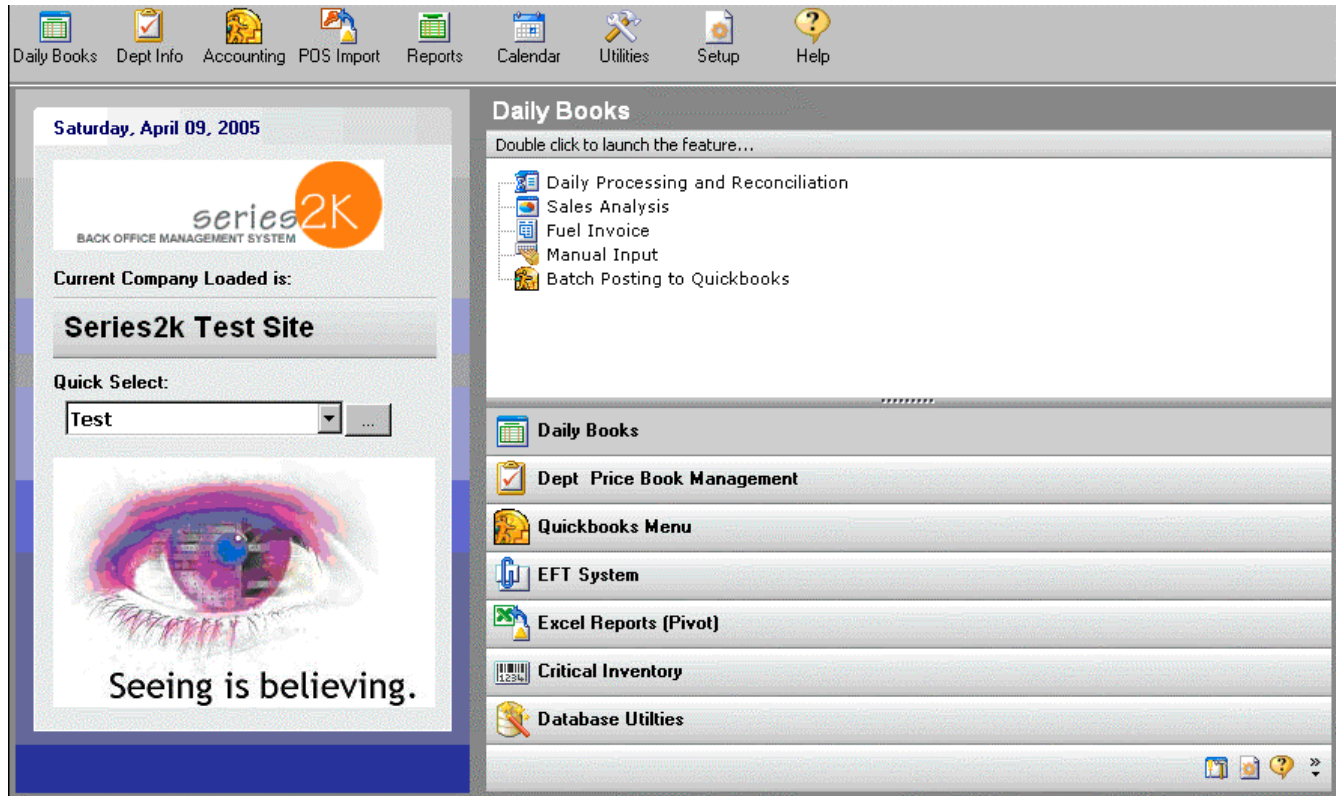 Daily Books Dept Info Accounting POS Import Reports Calendar Utilities Setup Help
Saturday, April 09, 2005
series2K
BACK OFFICE MANAGEMENT SYSTEM
Current Company Loaded is:
Series2k Test Site
Quick Select:
Test ...
Seeing is believing.
Daily Books
Double click to launch the feature...
Daily Processing and Reconciliation
Sales Analysis
Fuel Invoice
Manual Input
Batch Posting to Quickbooks
Daily Books
Dept Price Book Management
Quickbooks Menu
EFT System
Excel Reports (Pivot)
1234
Critical Inventory
Database Utilties